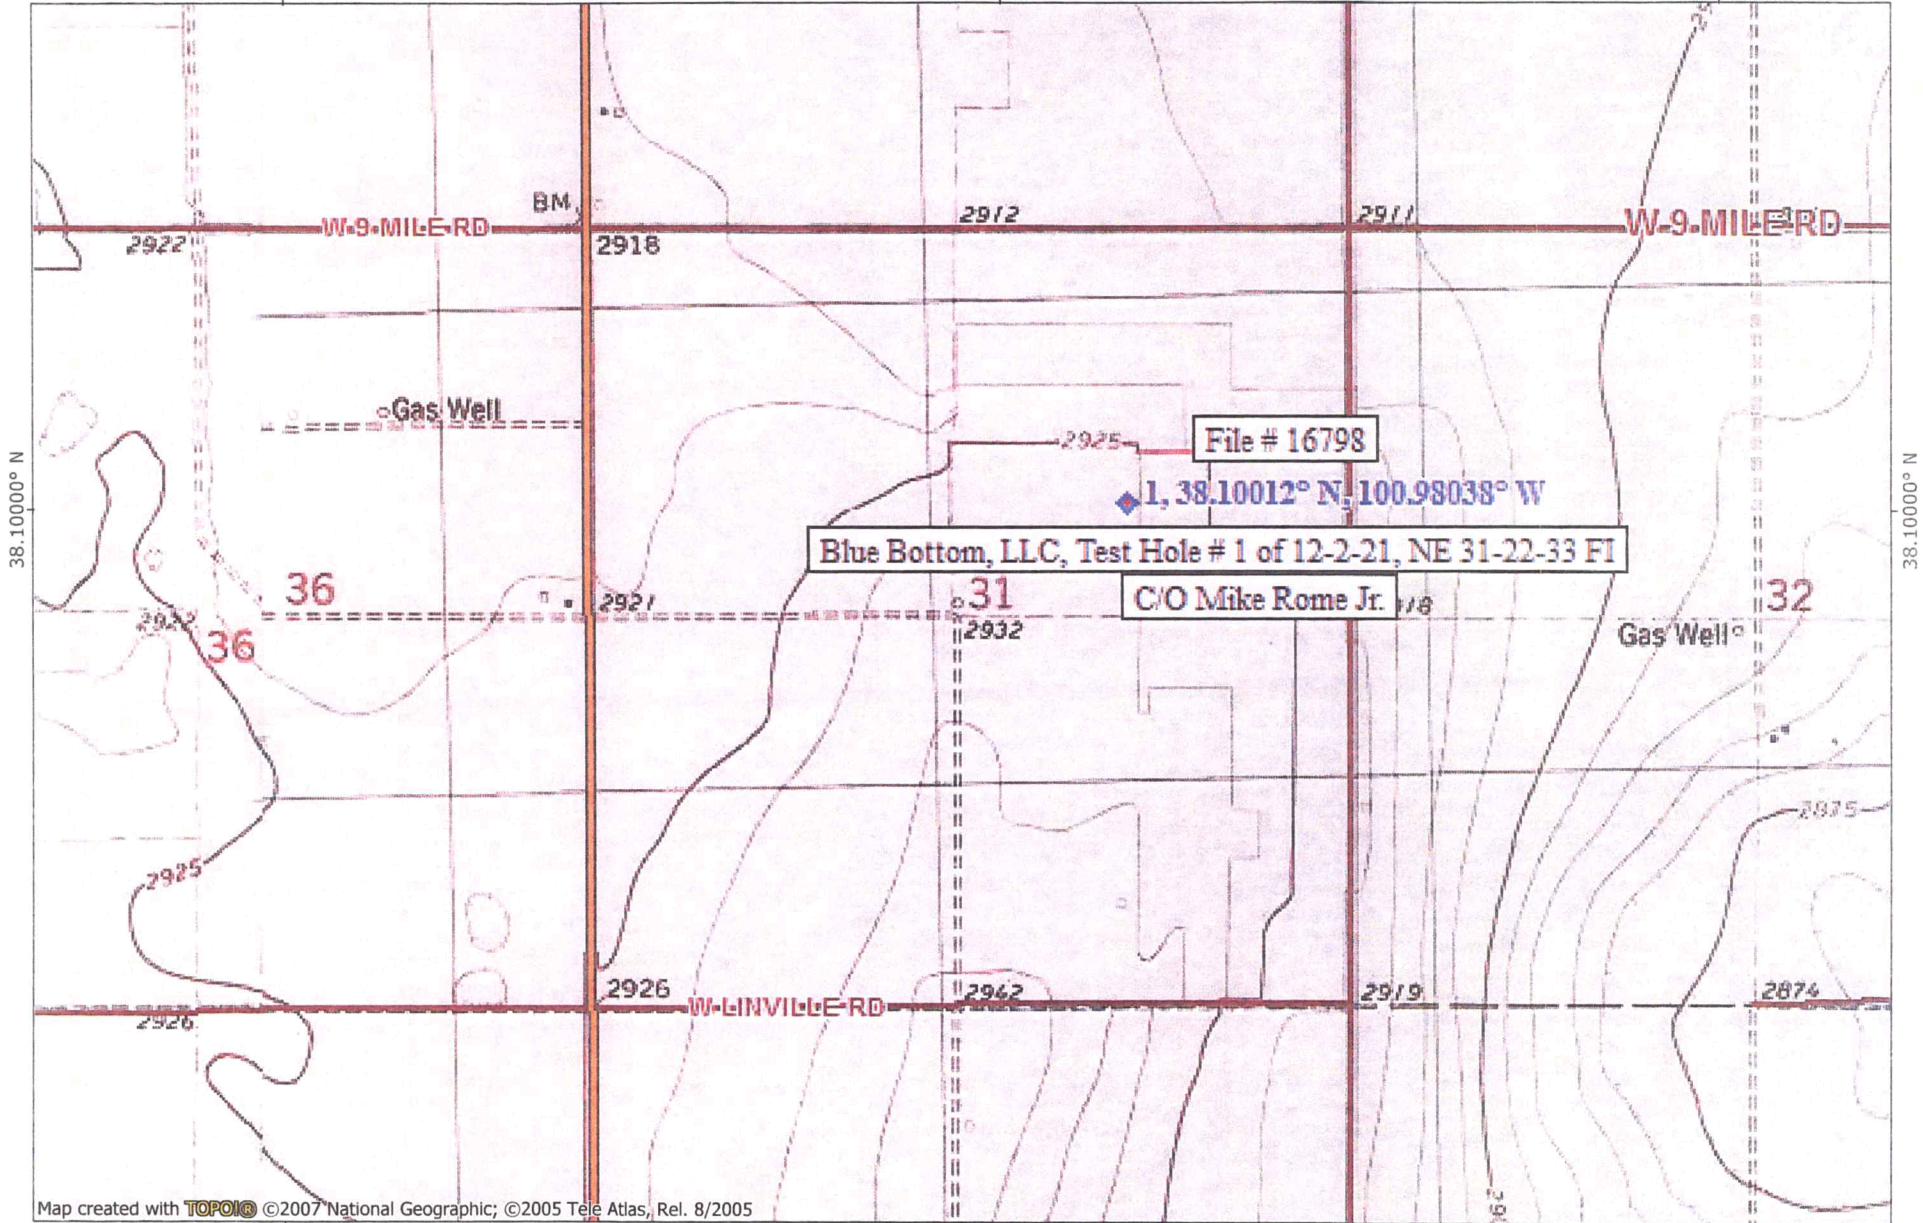 BM
2912
2911
W 9 MILE RD
W 9 MILE RD
2922
2918
Gas Well
2925
File # 16798
38.10000° N
38.10000° N
1, 38.10012° N, 100.98038° W
Blue Bottom, LLC, Test Hole # 1 of 12-2-21, NE 31-22-33 FI
36
2921
31
C/O Mike Rome Jr.
32
2922
36
2932
Gas Well
2875
2925
2926
W LINVILLE RD
2942
2919
2874
2926
Map created with TOPO!® ©2007 National Geographic; ©2005 Tele Atlas, Rel. 8/2005